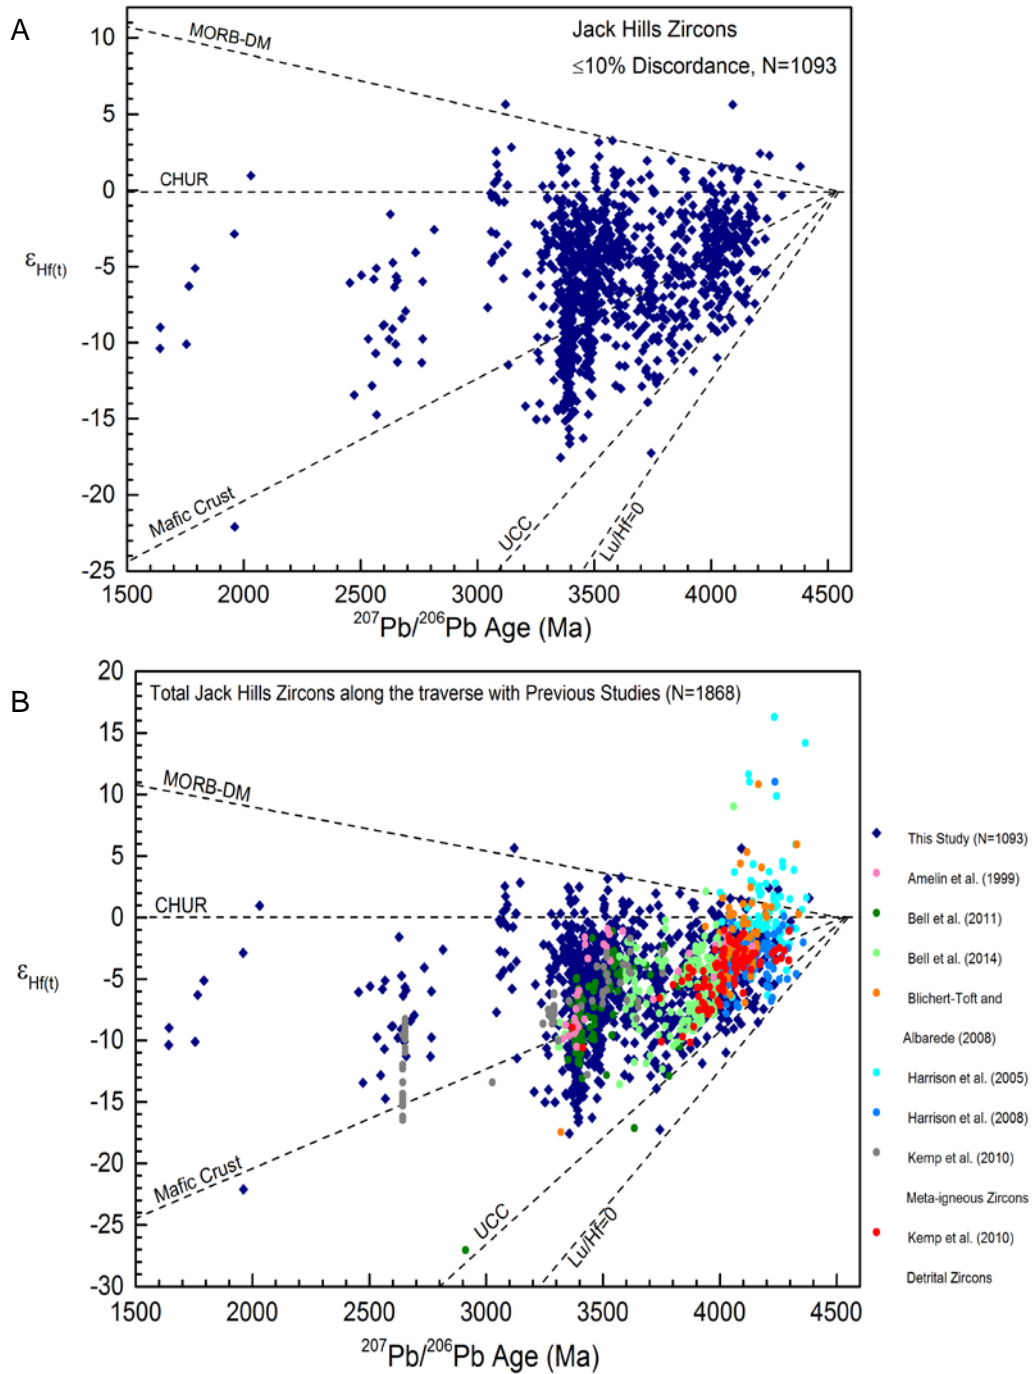 A
Jack Hills Zircons
≤10% Discordance, N=1093
MORB-DM
CHUR
Mafic Crust
UCC
Lu/Hf=0
10
5
0
-5
-10
-15
-20
-25
εHf(t)
1500 2000 2500 3000 3500 4000 4500
207Pb/206Pb Age (Ma)
B
Total Jack Hills Zircons along the traverse with Previous Studies (N=1868)
MORB-DM
CHUR
Mafic Crust
UCC
Lu/Hf=0
20
15
10
5
0
-5
-10
-15
-20
-25
-30
εHf(t)
1500 2000 2500 3000 3500 4000 4500
207Pb/206Pb Age (Ma)
This Study (N=1093)
Amelin et al. (1999)
Bell et al. (2011)
Bell et al. (2014)
Blichert-Toft and
Albarede (2008)
Harrison et al. (2005)
Harrison et al. (2008)
Kemp et al. (2010)
Meta-igneous Zircons
Kemp et al. (2010)
Detrital Zircons